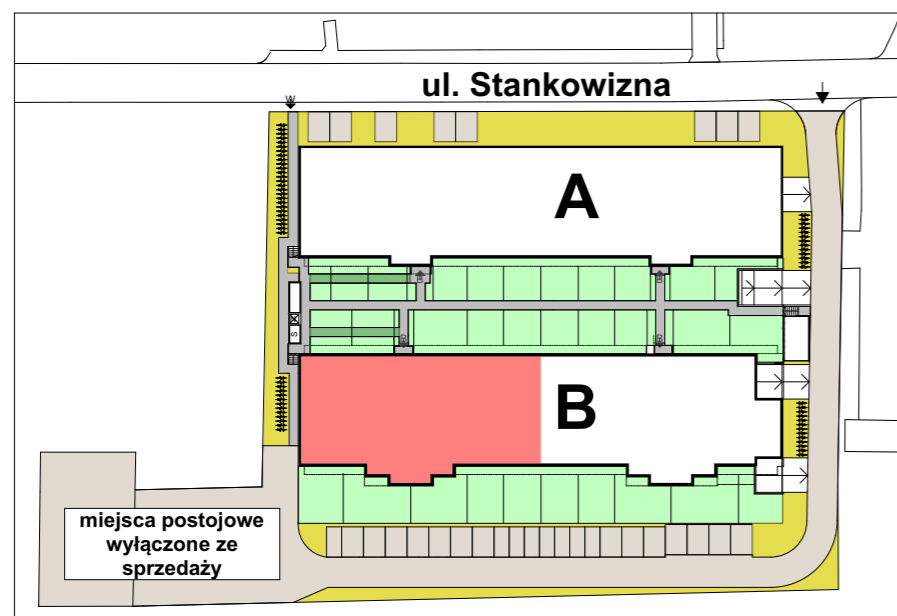 ul. Stankowizna
A
S
B
miejsca postojowe
wyłączone ze
sprzedaży